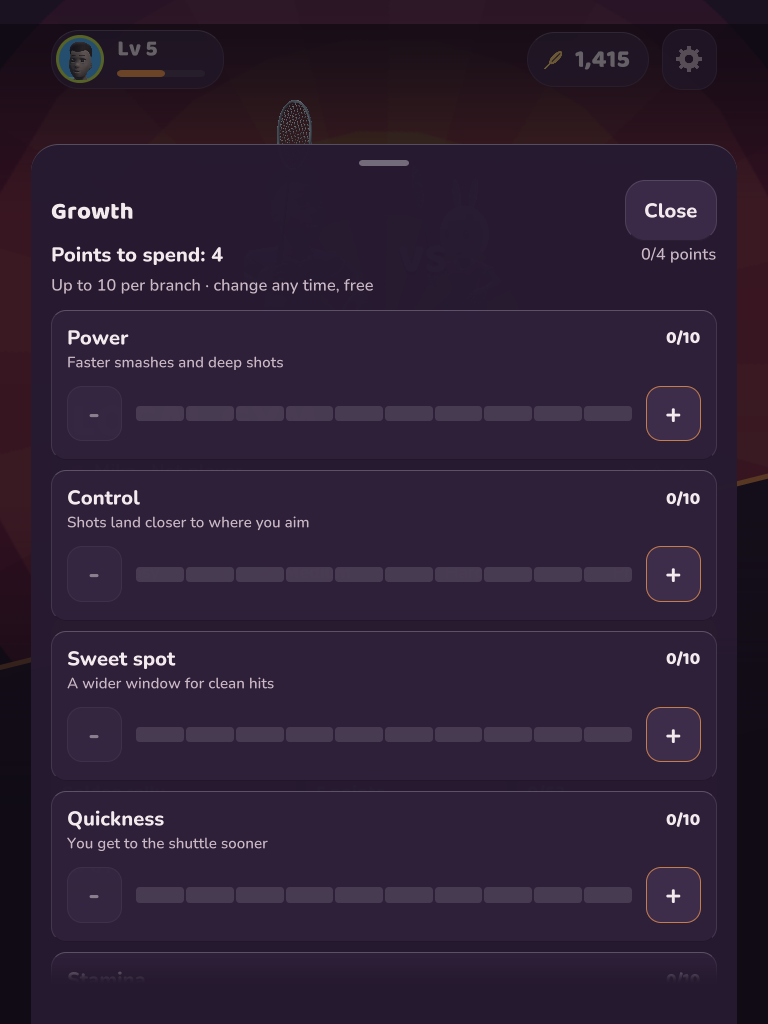 Lv 5
1,415
Growth
Close
Points to spend: 4
0/4 points
Up to 10 per branch · change any time, free
Power
0/10
Faster smashes and deep shots
-
+
Control
0/10
Shots land closer to where you aim
-
+
Sweet spot
0/10
A wider window for clean hits
-
+
Quickness
0/10
You get to the shuttle sooner
-
+
Stamina
0/10